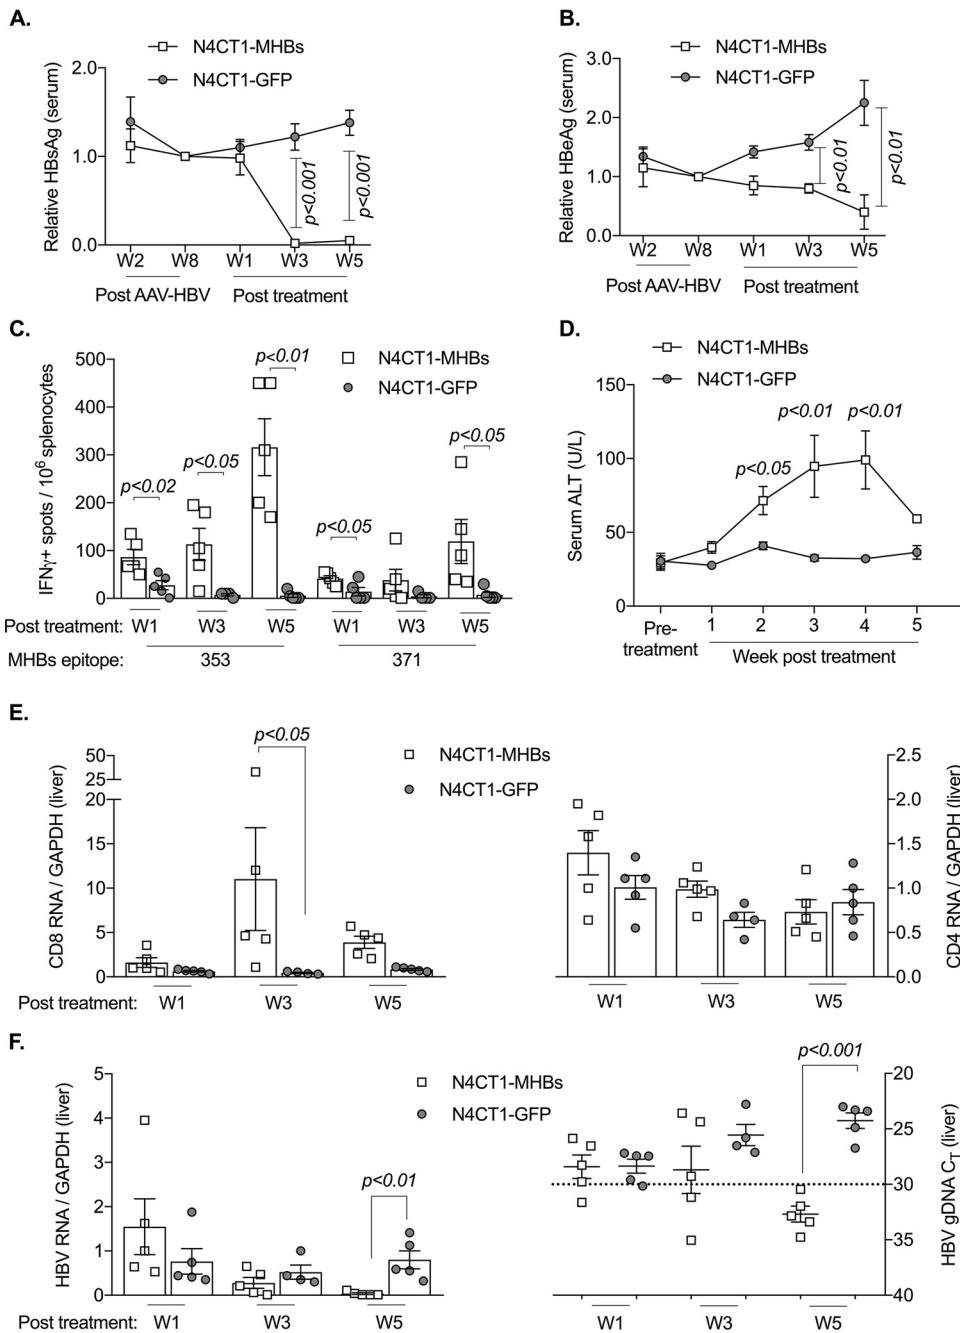 A.
N4CT1-MHBs
N4CT1-GFP
Relative HBsAg (serum)
2.0
1.0
0.0
p<0.001
p<0.001
W2 W8 W1 W3 W5
Post AAV-HBV Post treatment
B.
N4CT1-MHBs
N4CT1-GFP
Relative HBeAg (serum)
3.0
2.0
1.0
0.0
p<0.01
p<0.01
W2 W8 W1 W3 W5
Post AAV-HBV Post treatment
C.
N4CT1-MHBs
N4CT1-GFP
IFNγ+ spots / 10⁶ splenocytes
500
400
300
200
100
0
p<0.02
p<0.05
p<0.01
p<0.05
p<0.05
Post treatment: W1 W3 W5 W1 W3 W5
MHBs epitope: 353 371
D.
N4CT1-MHBs
N4CT1-GFP
Serum ALT (U/L)
150
100
50
0
p<0.05
p<0.01
p<0.01
Pre-
treatment
1 2 3 4 5
Week post treatment
E.
N4CT1-MHBs
N4CT1-GFP
CD8 RNA / GAPDH (liver)
50
25
20
15
10
5
0
p<0.05
Post treatment: W1 W3 W5
CD4 RNA / GAPDH (liver)
2.5
2.0
1.5
1.0
0.5
0.0
W1 W3 W5
F.
N4CT1-MHBs
N4CT1-GFP
HBV RNA / GAPDH (liver)
5
4
3
2
1
0
p<0.01
Post treatment: W1 W3 W5
p<0.001
HBV gDNA C_T (liver)
20
25
30
35
40
W1 W3 W5